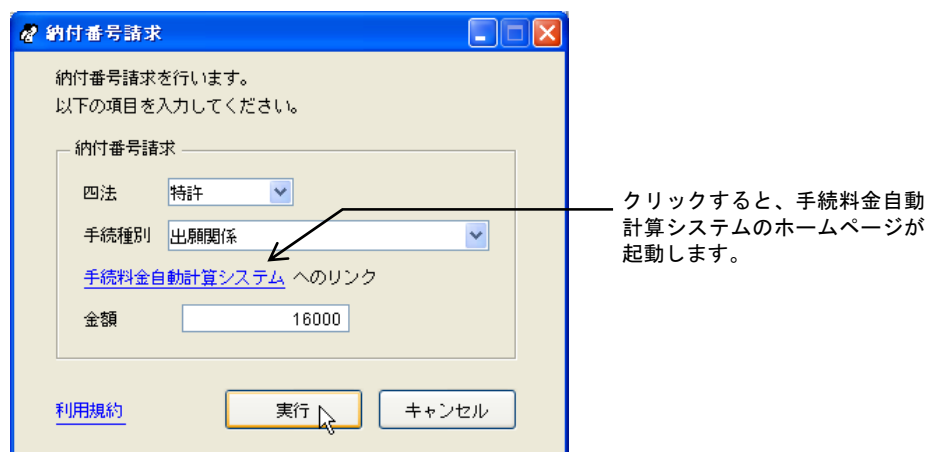 納付番号請求
納付番号請求を行います。
以下の項目を入力してください。
納付番号請求
四法 特許
手続種別 出願関係
手続料金自動計算システム へのリンク
金額 16000
利用規約 実行 キャンセル
クリックすると、手続料金自動
計算システムのホームページが
起動します。